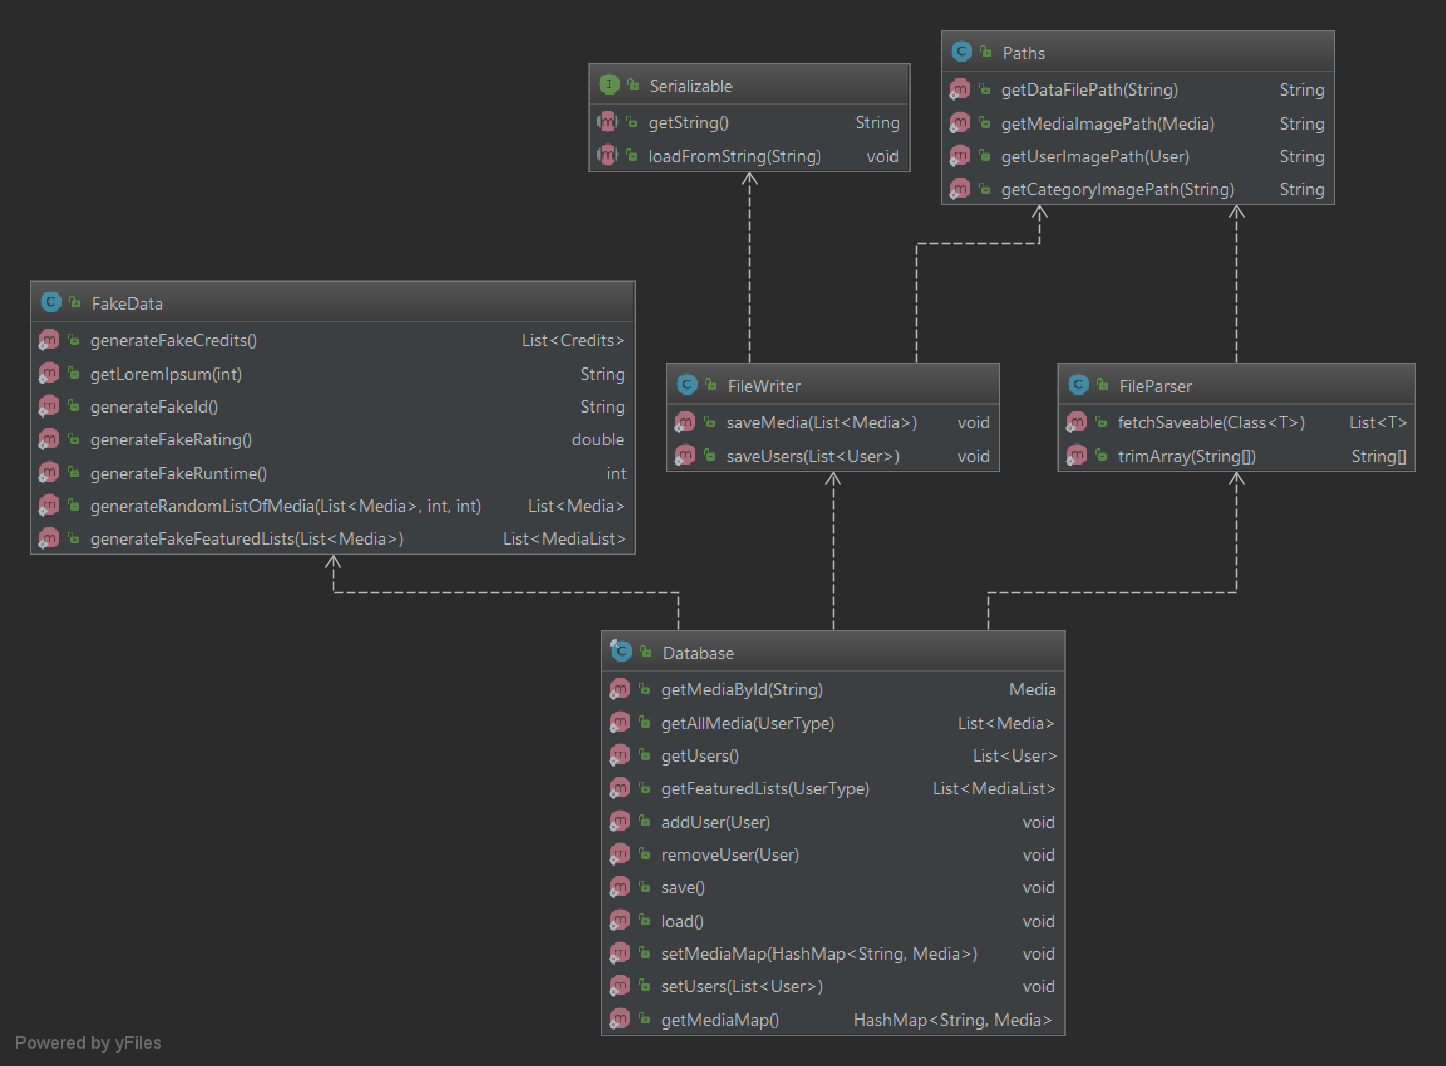 Serializable
getString() String
loadFromString(String) void
Paths
getDataFilePath(String) String
getMediaImagePath(Media) String
getUserImagePath(User) String
getCategoryImagePath(String) String
FakeData
generateFakeCredits() List<Credits>
getLoremIpsum(int) String
generateFakeId() String
generateFakeRating() double
generateFakeRuntime() int
generateRandomListOfMedia(List<Media>, int, int) List<Media>
generateFakeFeaturedLists(List<Media>) List<MediaList>
FileWriter
saveMedia(List<Media>) void
saveUsers(List<User>) void
FileParser
fetchSaveable(Class<T>) List<T>
trimArray(String[]) String[]
Database
getMediaById(String) Media
getAllMedia(UserType) List<Media>
getUsers() List<User>
getFeaturedLists(UserType) List<MediaList>
addUser(User) void
removeUser(User) void
save() void
load() void
setMediaMap(HashMap<String, Media>) void
setUsers(List<User>) void
getMediaMap() HashMap<String, Media>
Powered by yFiles